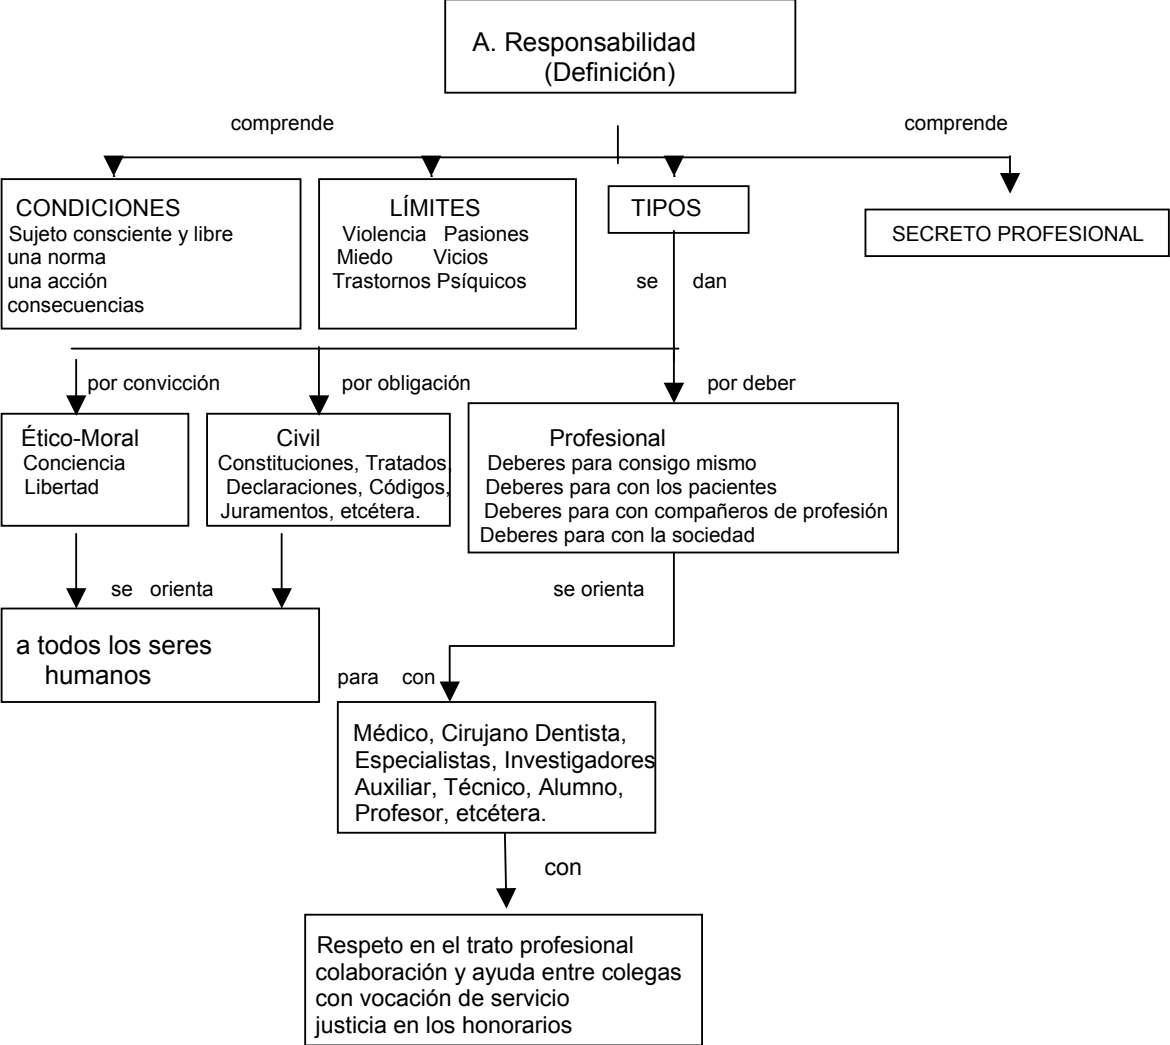 A. Responsabilidad
(Definición)
comprende
comprende
CONDICIONES
Sujeto consciente y libre
una norma
una acción
consecuencias
LÍMITES
Violencia Pasiones
Miedo Vicios
Trastornos Psíquicos
TIPOS
SECRETO PROFESIONAL
se dan
por convicción
por obligación
por deber
Ético-Moral
Conciencia
Libertad
Civil
Constituciones, Tratados,
Declaraciones, Códigos,
Juramentos, etcétera.
Profesional
Deberes para consigo mismo
Deberes para con los pacientes
Deberes para con compañeros de profesión
Deberes para con la sociedad
se orienta
se orienta
a todos los seres
humanos
para con
Médico, Cirujano Dentista,
Especialistas, Investigadores
Auxiliar, Técnico, Alumno,
Profesor, etcétera.
con
Respeto en el trato profesional
colaboración y ayuda entre colegas
con vocación de servicio
justicia en los honorarios